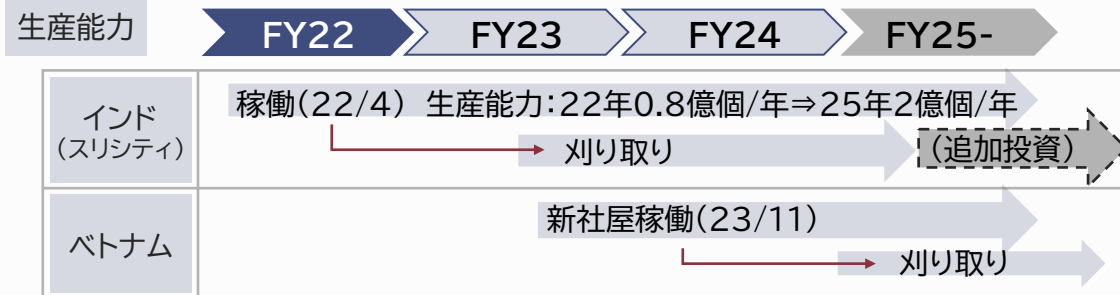 生産能力
FY22
FY23
FY24
FY25-
インド
(スリシティ)
稼働(22/4) 生産能力:22年0.8億個/年⇒25年2億個/年
刈り取り
(追加投資)
ベトナム
新社屋稼働(23/11)
刈り取り